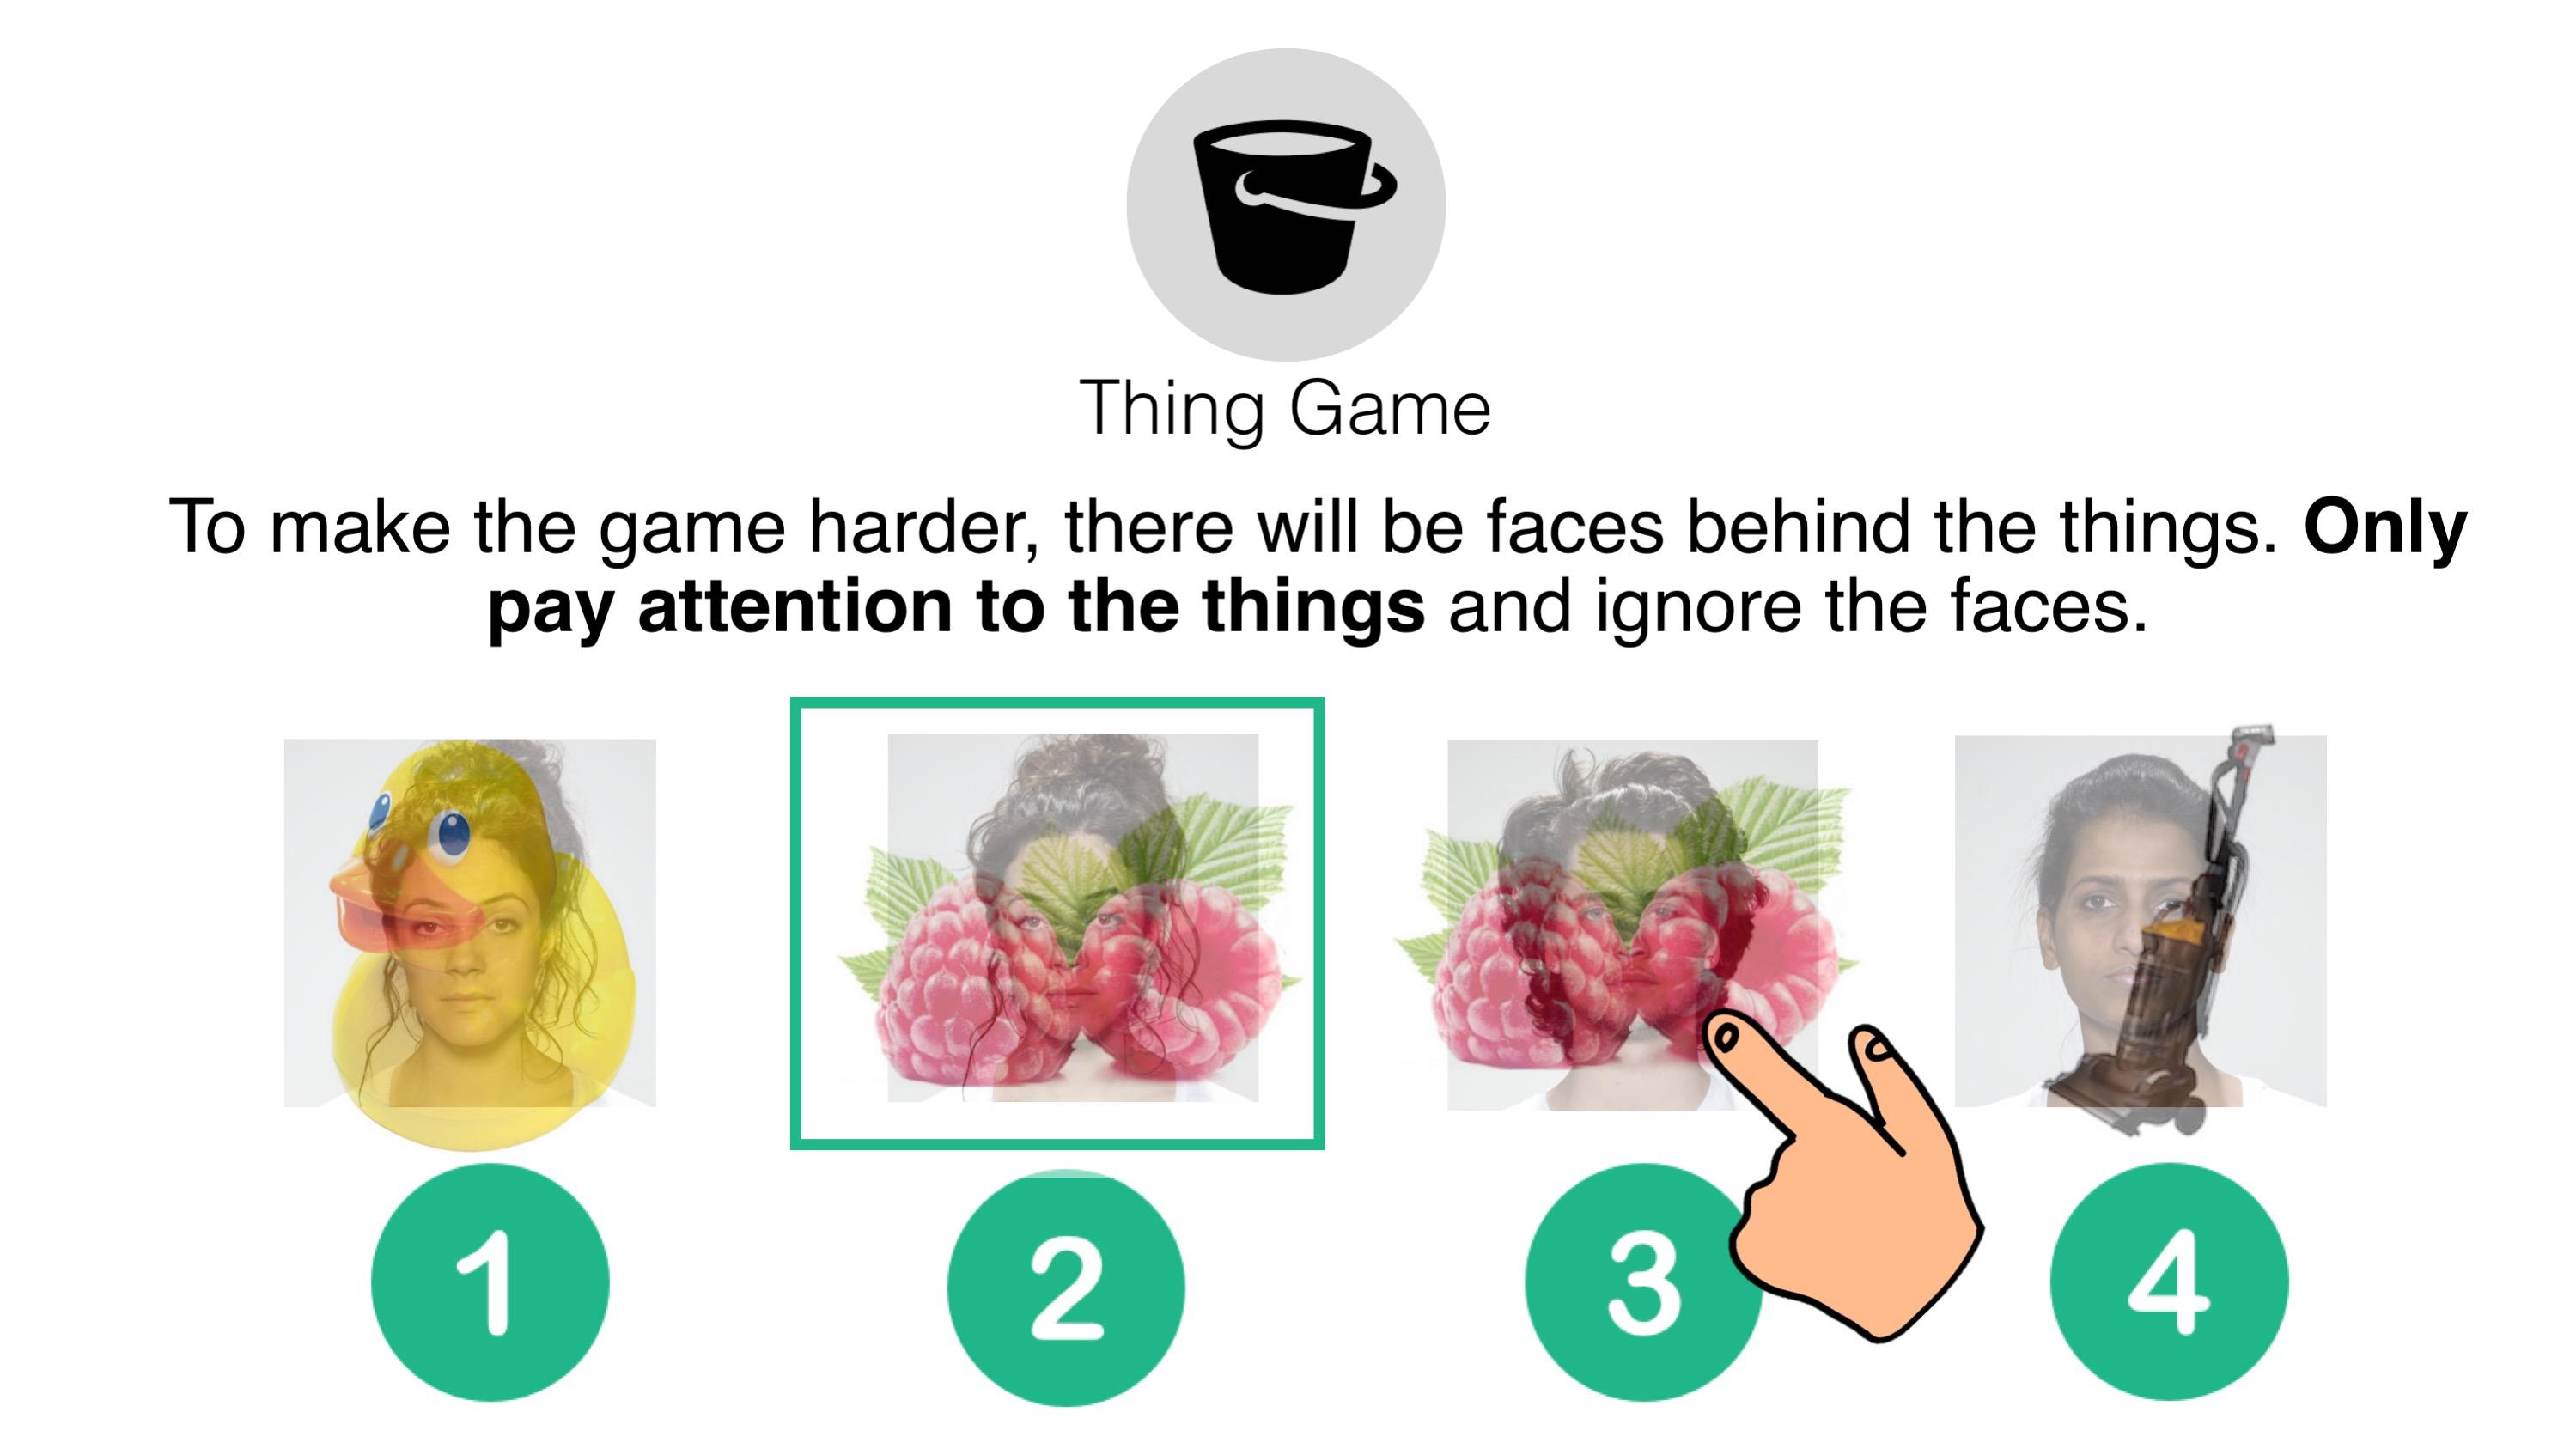 Thing Game
To make the game harder, there will be faces behind the things. Only
pay attention to the things and ignore the faces.
1 2 3 4